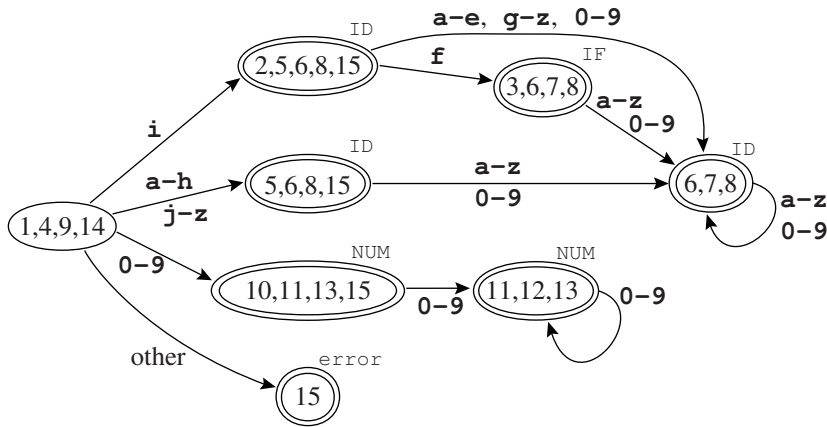 ID
a–e, g–z, 0–9
2,5,6,8,15
f
IF
3,6,7,8
a–z
0–9
i
ID
ID
a–h
j–z
5,6,8,15
a–z
0–9
6,7,8
a–z
0–9
1,4,9,14
0–9
NUM
NUM
10,11,13,15
0–9
11,12,13
0–9
other
error
15